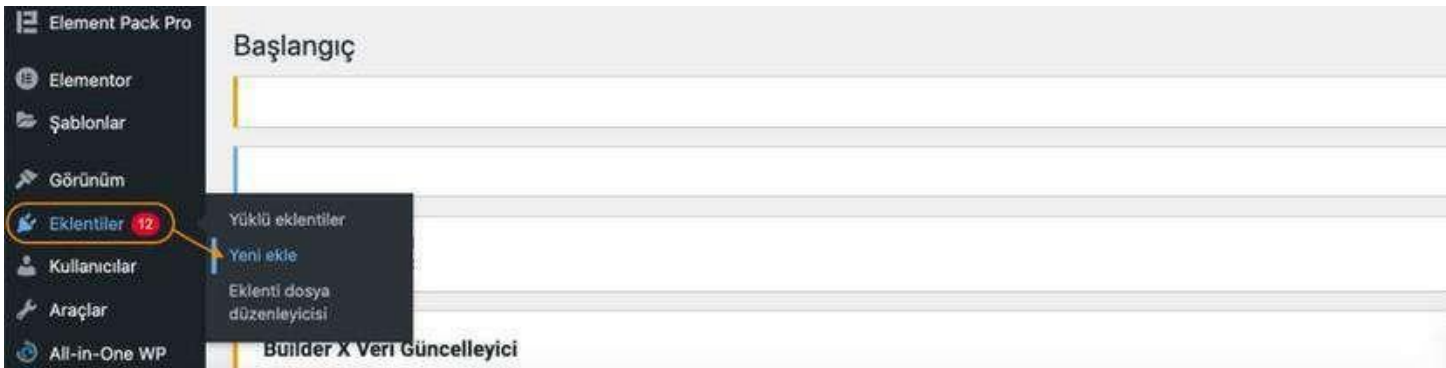 Element Pack Pro
Elementor
Şablonlar
Görünüm
Eklentiler 12
Kullanıcılar
Araçlar
All-in-One WP
Yüklü eklentiler
Yeni ekle
Eklenti dosya
düzenleyicisi
Başlangıç
Builder X Veri Güncelleyici